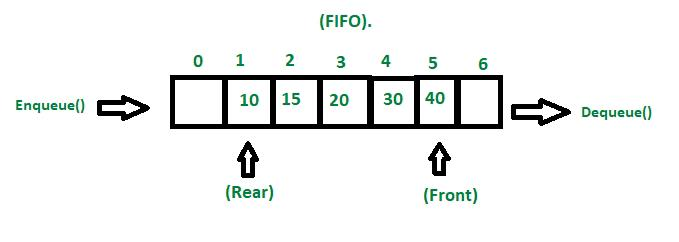 (FIFO).
0 1 2 3 4 5 6
Enqueue() 10 15 20 30 40 Dequeue()
(Rear) (Front)